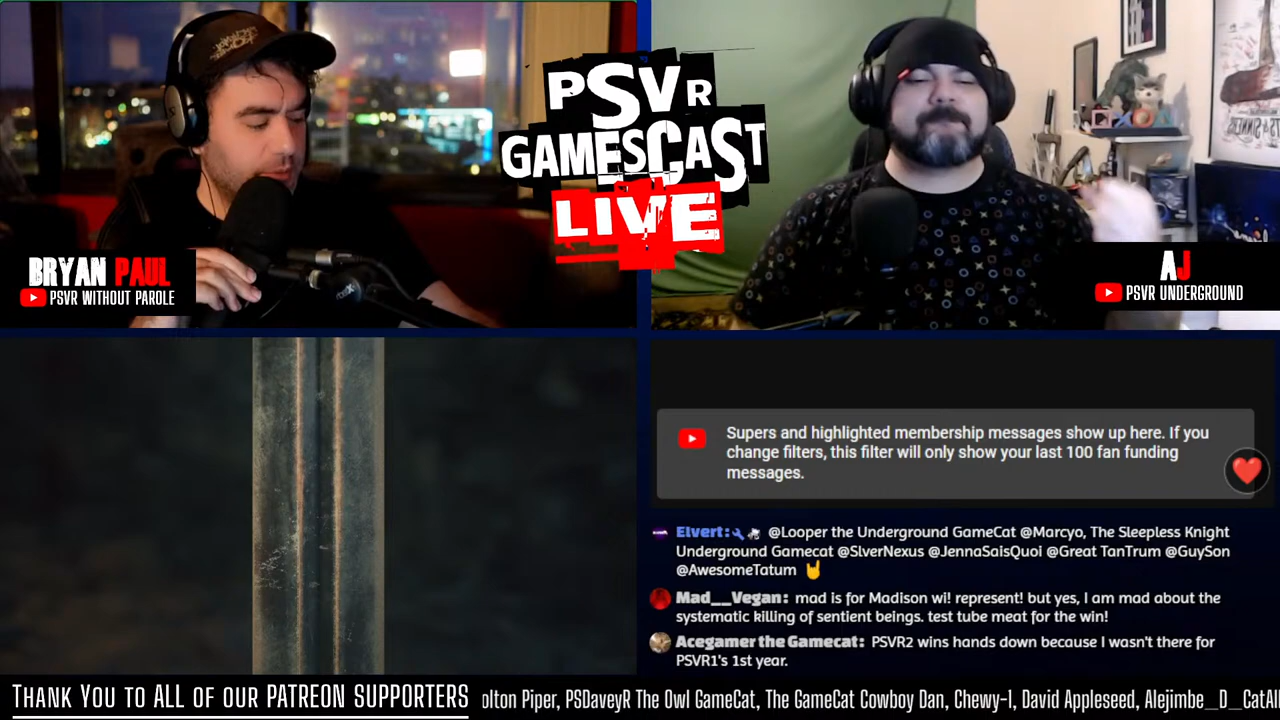 PSVR
GAMESCAST
LIVE
BRYAN PAUL
PSVR WITHOUT PAROLE
AJ
PSVR UNDERGROUND
Supers and highlighted membership messages show up here. If you
change filters, this filter will only show your last 100 fan funding
messages.
Elvert: @Looper the Underground GameCat @Marcyo, The Sleepless Knight
Underground Gamecat @SlverNexus @JennaSaisQuoi @Great TanTrum @GuySon
@AwesomeTatum 🤘
Mad__Vegan: mad is for Madison wi! represent! but yes, I am mad about the
systematic killing of sentient beings. test tube meat for the win!
Acegamer the Gamecat: PSVR2 wins hands down because I wasn't there for
PSVR1's 1st year.
THANK YOU TO ALL OF OUR PATREON SUPPORTERS
olton Piper, PSDaveyR The Owl GameCat, The GameCat Cowboy Dan, Chewy-1, David Appleseed, Alejimbe__D__CatAl